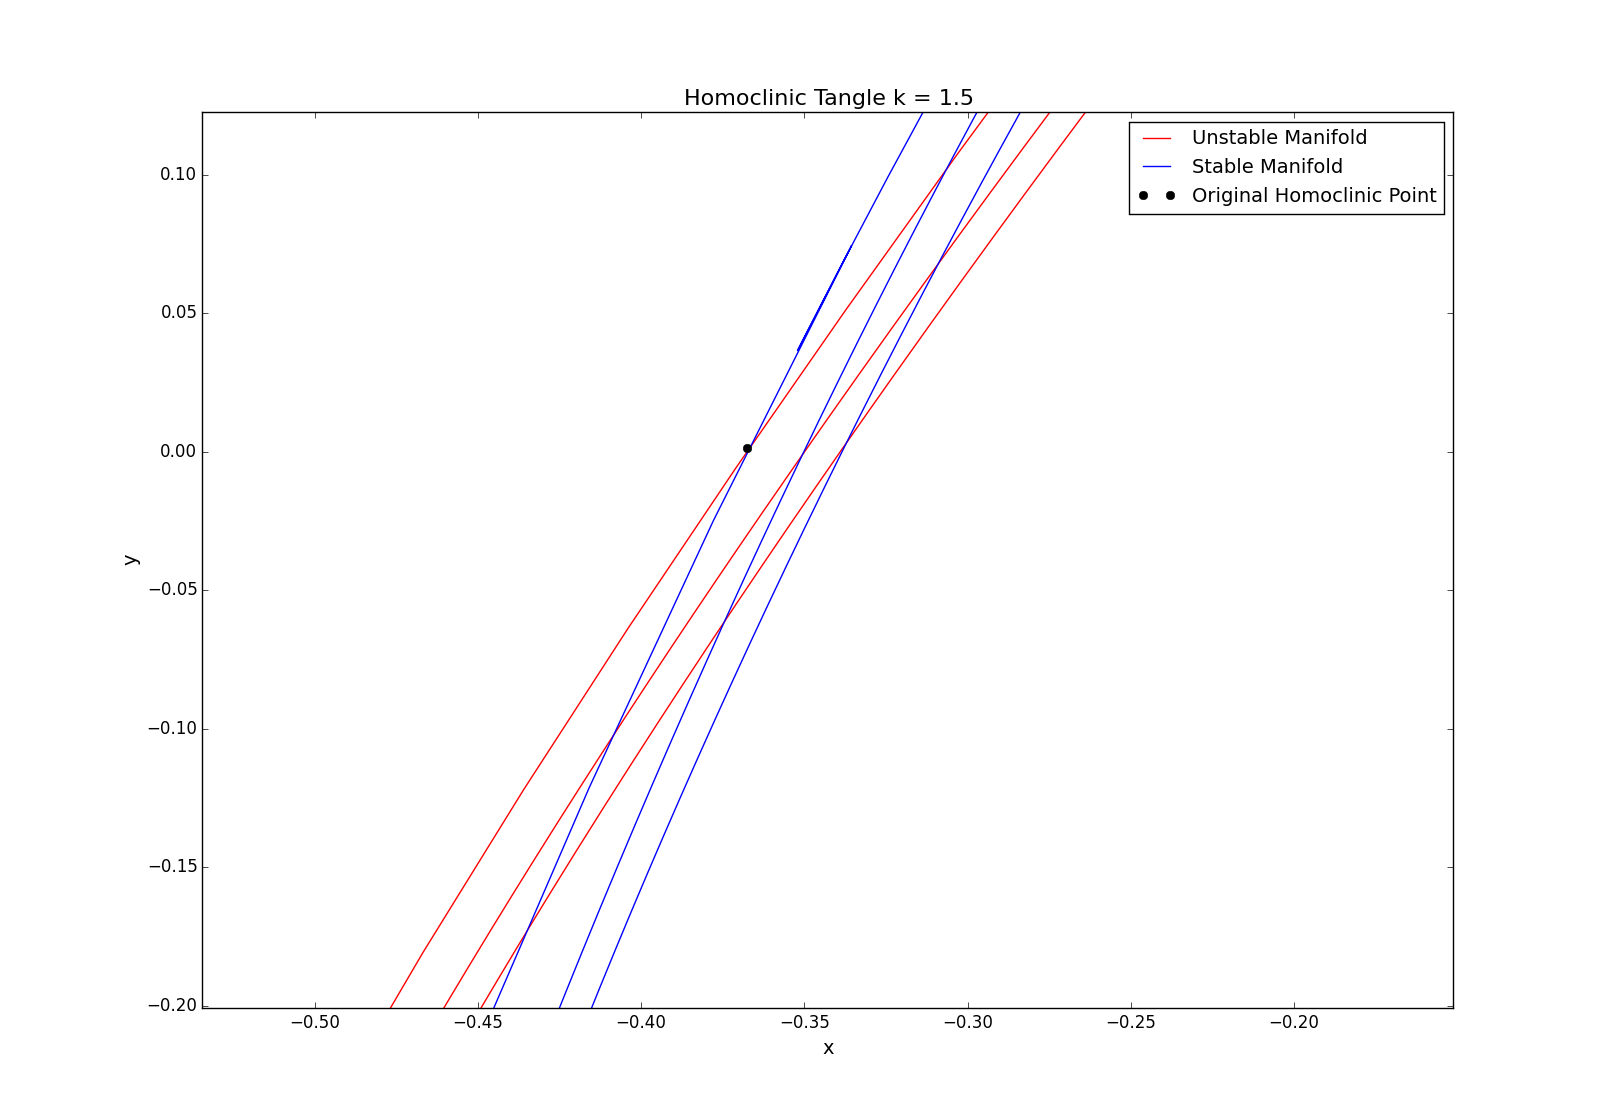 Homoclinic Tangle k = 1.5
Unstable Manifold
Stable Manifold
Original Homoclinic Point
0.10
0.05
0.00
−0.05
−0.10
−0.15
−0.20
y
−0.50 −0.45 −0.40 −0.35 −0.30 −0.25 −0.20
x